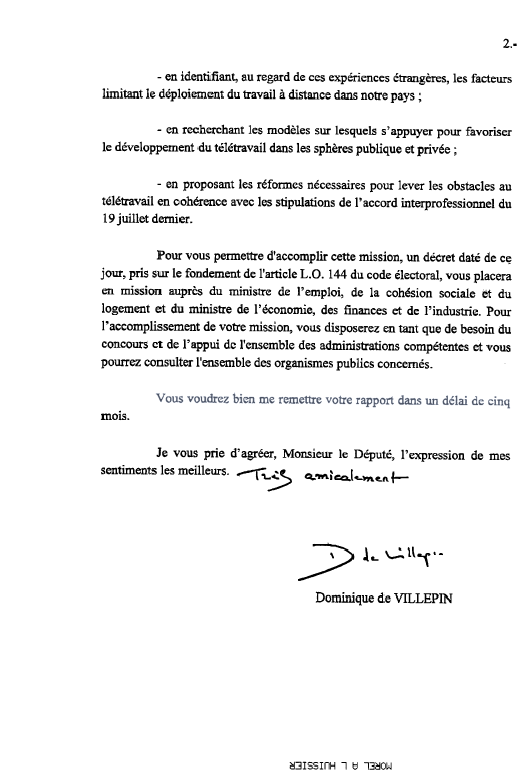 2.-
- en identifiant, au regard de ces expériences étrangères, les facteurs
limitant le déploiement du travail à distance dans notre pays ;
- en recherchant les modèles sur lesquels s'appuyer pour favoriser
le développement du télétravail dans les sphères publique et privée ;
- en proposant les réformes nécessaires pour lever les obstacles au
télétravail en cohérence avec les stipulations de l'accord interprofessionnel du
19 juillet dernier.
Pour vous permettre d'accomplir cette mission, un décret daté de ce
jour, pris sur le fondement de l'article L.O. 144 du code électoral, vous placera
en mission auprès du ministre de l'emploi, de la cohésion sociale et du
logement et du ministre de l'économie, des finances et de l'industrie. Pour
l'accomplissement de votre mission, vous disposerez en tant que de besoin du
concours et de l'appui de l'ensemble des administrations compétentes et vous
pourrez consulter l'ensemble des organismes publics concernés.
Vous voudrez bien me remettre votre rapport dans un délai de cinq
mois.
Je vous prie d'agréer, Monsieur le Député, l'expression de mes
sentiments les meilleurs. Très amicalement
D de Villepin
Dominique de VILLEPIN
MOREL A L HUISSIER